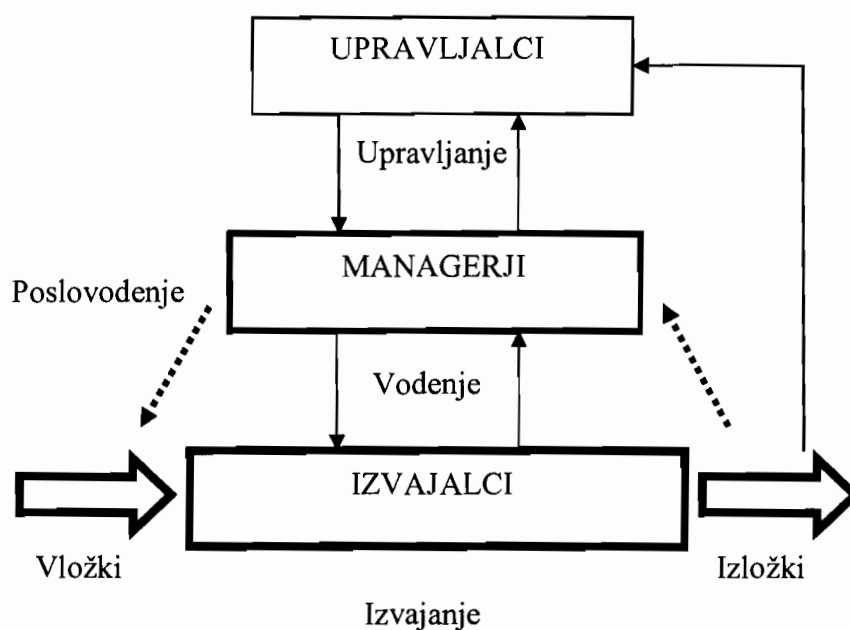 UPRAVLJALCI
Upravljanje
MANAGERJI
Poslovodenje
Vodenje
IZVAJALCI
Vložki
Izložki
Izvajanje